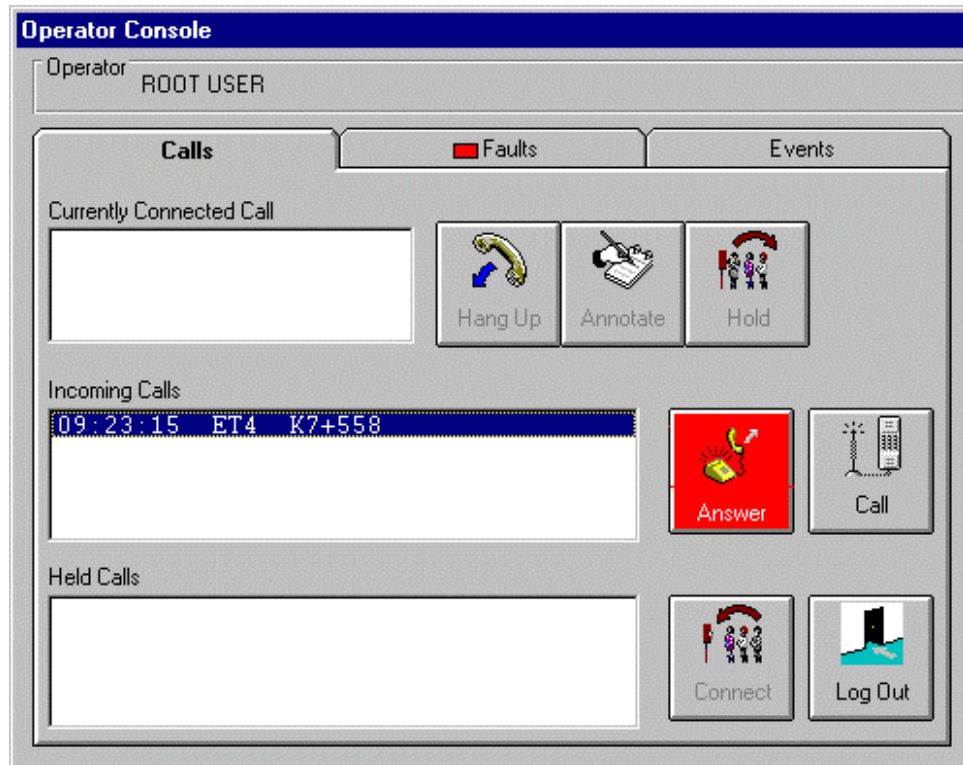 Operator Console
Operator
ROOT USER
Calls
Faults
Events
Currently Connected Call
Hang Up
Annotate
Hold
Incoming Calls
09:23:15 ET4 K7+558
Answer
Call
Held Calls
Connect
Log Out